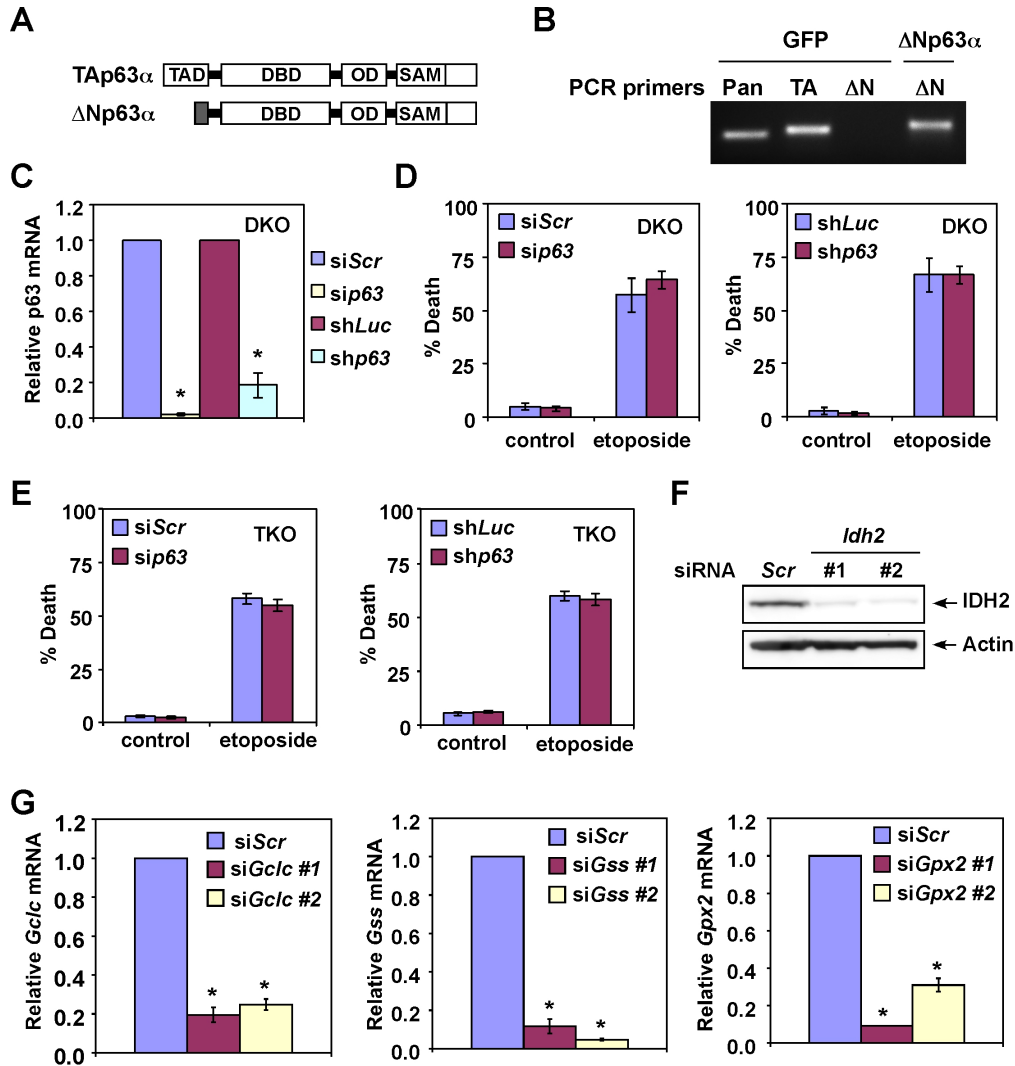 A
TAp63α TAD DBD OD SAM
ΔNp63α DBD OD SAM
B
GFP ΔNp63α
PCR primers Pan TA ΔN ΔN
C
Relative p63 mRNA
1.2
1.0
0.8
0.6
0.4
0.2
0.0
DKO
*
*
siScr
sip63
shLuc
shp63
D
% Death
100
75
50
25
0
siScr
sip63
DKO
control etoposide
% Death
100
75
50
25
0
shLuc
shp63
DKO
control etoposide
E
% Death
100
75
50
25
0
siScr
sip63
TKO
control etoposide
% Death
100
75
50
25
0
shLuc
shp63
TKO
control etoposide
F
Idh2
siRNA Scr #1 #2
IDH2
Actin
G
Relative Gclc mRNA
1.2
1.0
0.8
0.6
0.4
0.2
0.0
siScr
siGclc #1
siGclc #2
*
*
Relative Gss mRNA
1.2
1.0
0.8
0.6
0.4
0.2
0.0
siScr
siGss #1
siGss #2
*
*
Relative Gpx2 mRNA
1.2
1.0
0.8
0.6
0.4
0.2
0.0
siScr
siGpx2 #1
siGpx2 #2
*
*